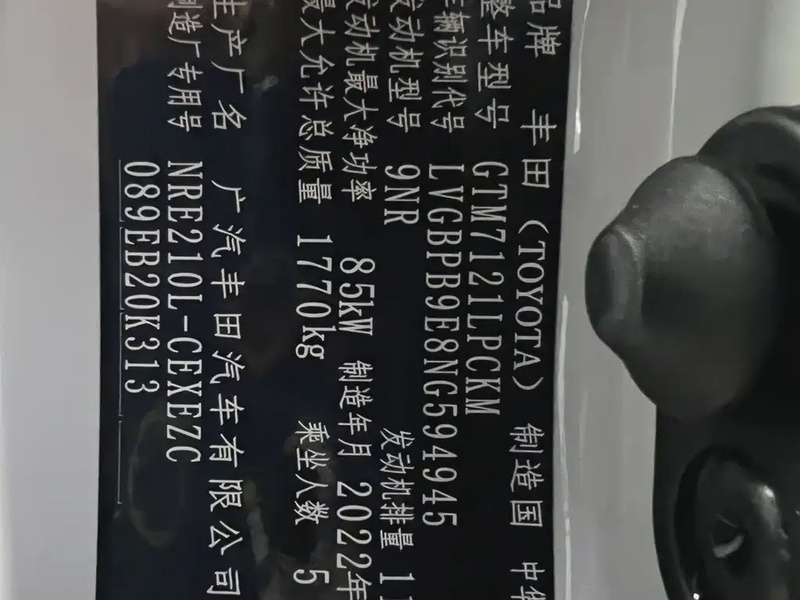 品牌 丰田 (TOYOTA) 制造国 中华
整车型号 GTM7121LPCKM
车辆识别代号 LVGBPB9E8NG594945
发动机型号 9NR 发动机排量 11
发动机最大净功率 85kW 制造年月 2022年
最大允许总质量 1770kg 乘坐人数 5
生产厂名 广汽丰田汽车有限公司
制造厂专用号 NRE210L-CEXEZC
089EB20K313